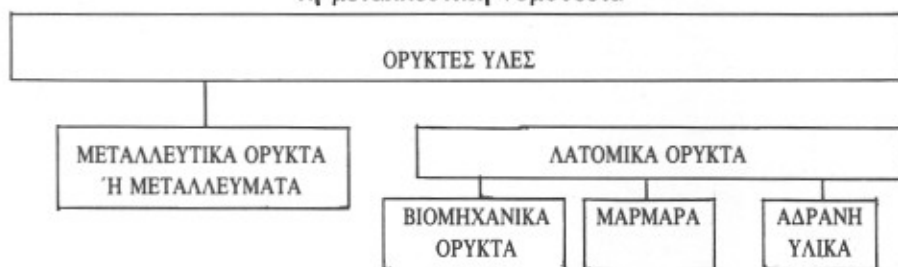 ΟΡΥΚΤΕΣ ΥΛΕΣ
ΜΕΤΑΛΛΕΥΤΙΚΑ ΟΡΥΚΤΑ
Ή ΜΕΤΑΛΛΕΥΜΑΤΑ
ΛΑΤΟΜΙΚΑ ΟΡΥΚΤΑ
ΒΙΟΜΗΧΑΝΙΚΑ
ΟΡΥΚΤΑ
ΜΑΡΜΑΡΑ
ΑΔΡΑΝΗ
ΥΛΙΚΑ